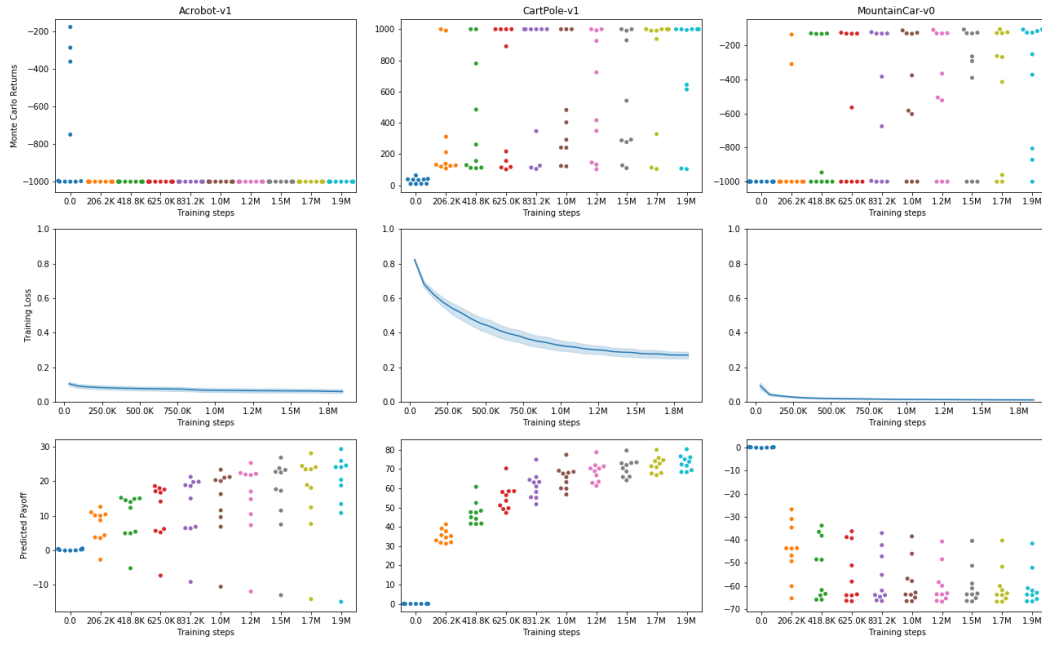 Acrobot-v1 CartPole-v1 MountainCar-v0
Monte Carlo Returns
−200
−400
−600
−800
−1000
0.0 206.2K 418.8K 625.0K 831.2K 1.0M 1.2M 1.5M 1.7M 1.9M
Training steps
1000
800
600
400
200
0
0.0 206.2K 418.8K 625.0K 831.2K 1.0M 1.2M 1.5M 1.7M 1.9M
Training steps
−200
−400
−600
−800
−1000
0.0 206.2K 418.8K 625.0K 831.2K 1.0M 1.2M 1.5M 1.7M 1.9M
Training steps
Training Loss
1.0
0.8
0.6
0.4
0.2
0.0
0.0 250.0K 500.0K 750.0K 1.0M 1.2M 1.5M 1.8M
Training steps
1.0
0.8
0.6
0.4
0.2
0.0
0.0 250.0K 500.0K 750.0K 1.0M 1.2M 1.5M 1.8M
Training steps
1.0
0.8
0.6
0.4
0.2
0.0
0.0 250.0K 500.0K 750.0K 1.0M 1.2M 1.5M 1.8M
Training steps
Predicted Payoff
30
20
10
0
−10
0.0 206.2K 418.8K 625.0K 831.2K 1.0M 1.2M 1.5M 1.7M 1.9M
Training steps
80
70
60
50
40
30
20
10
0
0.0 206.2K 418.8K 625.0K 831.2K 1.0M 1.2M 1.5M 1.7M 1.9M
Training steps
0
−10
−20
−30
−40
−50
−60
−70
0.0 206.2K 418.8K 625.0K 831.2K 1.0M 1.2M 1.5M 1.7M 1.9M
Training steps